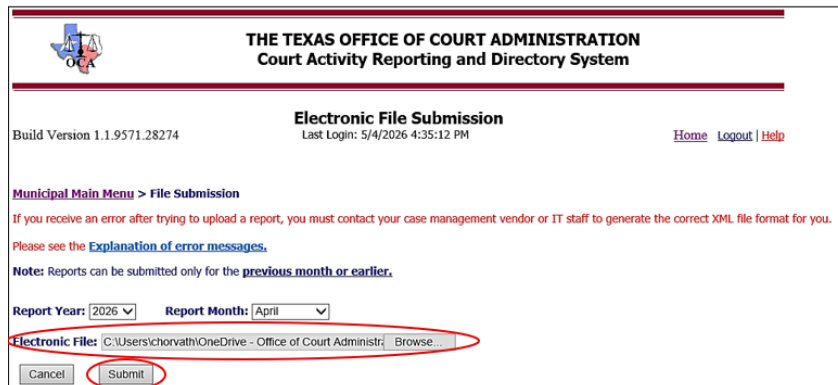 THE TEXAS OFFICE OF COURT ADMINISTRATION
OCA
Court Activity Reporting and Directory System
Electronic File Submission
Build Version 1.1.9571.28274
Last Login: 5/4/2026 4:35:12 PM
Home Logout | Help
Municipal Main Menu > File Submission
If you receive an error after trying to upload a report, you must contact your case management vendor or IT staff to generate the correct XML file format for you.
Please see the Explanation of error messages.
Note: Reports can be submitted only for the previous month or earlier.
Report Year: 2026 Report Month: April
Electronic File: C:\Users\chorvath\OneDrive - Office of Court Administra Browse...
Cancel Submit